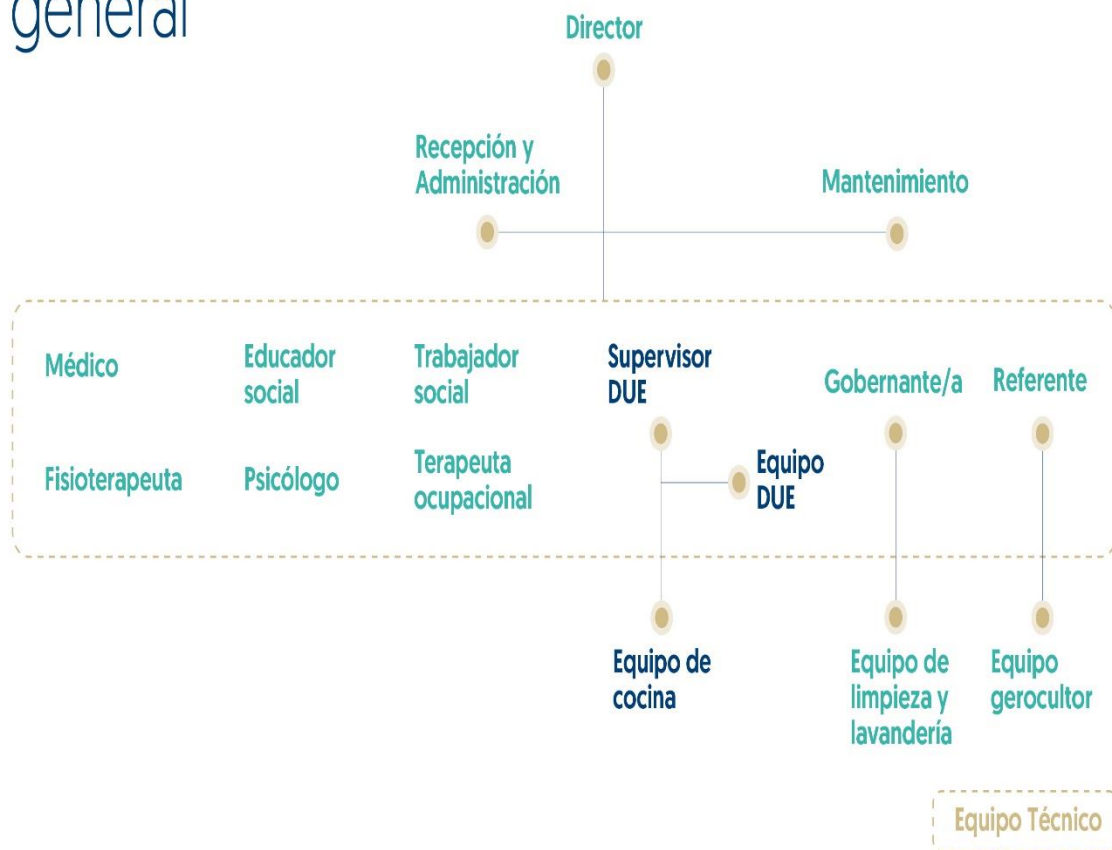 general
Director
Recepción y
Administración
Mantenimiento
Médico
Educador
social
Trabajador
social
Supervisor
DUE
Gobernante/a
Referente
Fisioterapeuta
Psicólogo
Terapeuta
ocupacional
Equipo
DUE
Equipo de
cocina
Equipo de
limpieza y
lavandería
Equipo
gerocultor
Equipo Técnico